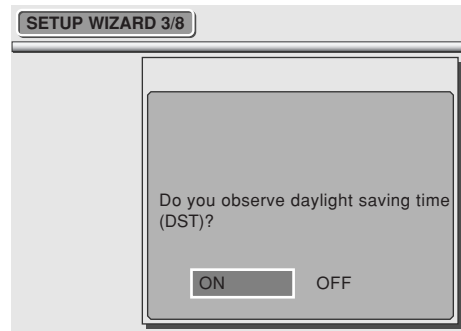 SETUP WIZARD 3/8
Do you observe daylight saving time
(DST)?
ON OFF